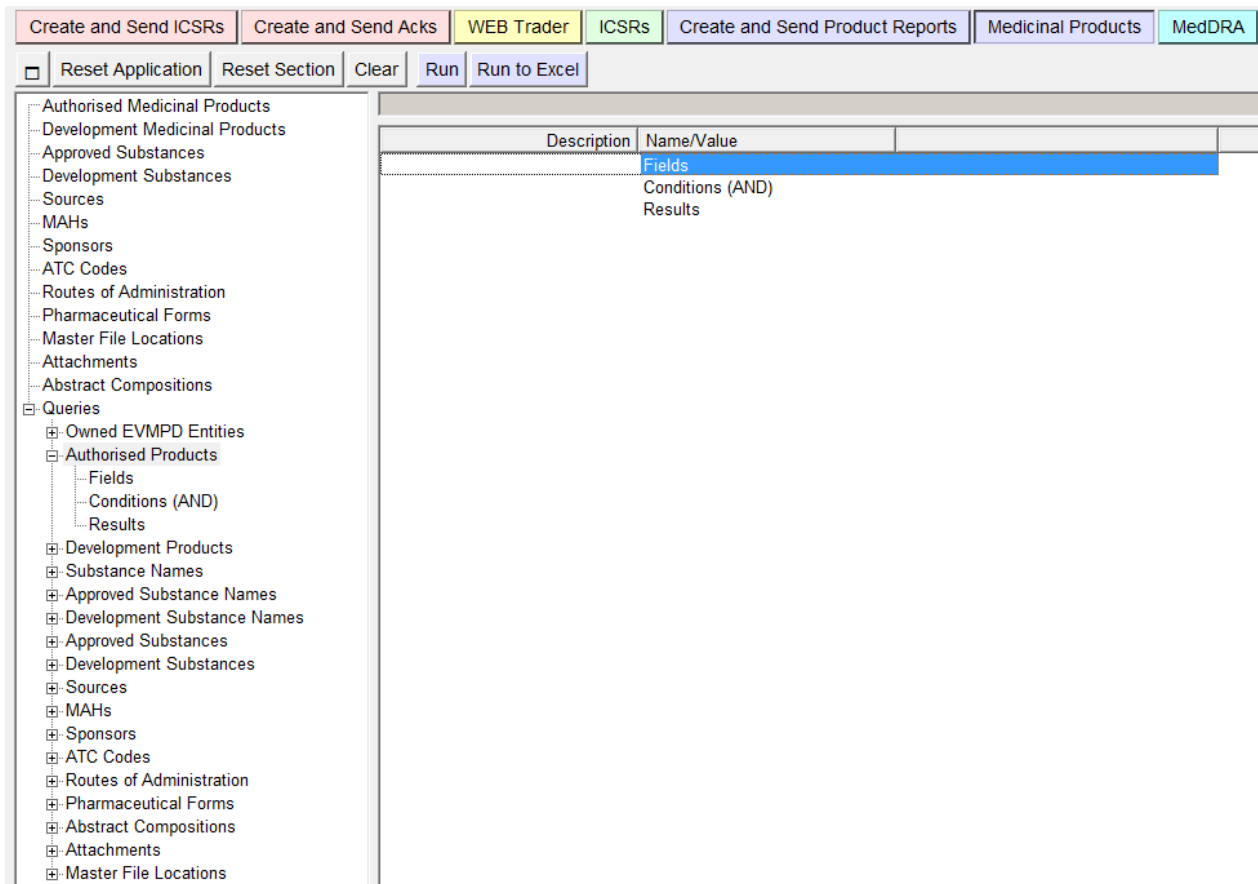 Create and Send ICSRs Create and Send Acks WEB Trader ICSRs Create and Send Product Reports Medicinal Products MedDRA
Reset Application Reset Section Clear Run Run to Excel
Authorised Medicinal Products
Development Medicinal Products
Approved Substances
Development Substances
Sources
MAHs
Sponsors
ATC Codes
Routes of Administration
Pharmaceutical Forms
Master File Locations
Attachments
Abstract Compositions
Queries
Owned EVMPD Entities
Authorised Products
Fields
Conditions (AND)
Results
Development Products
Substance Names
Approved Substance Names
Development Substance Names
Approved Substances
Development Substances
Sources
MAHs
Sponsors
ATC Codes
Routes of Administration
Pharmaceutical Forms
Abstract Compositions
Attachments
Master File Locations
Description Name/Value
Fields
Conditions (AND)
Results